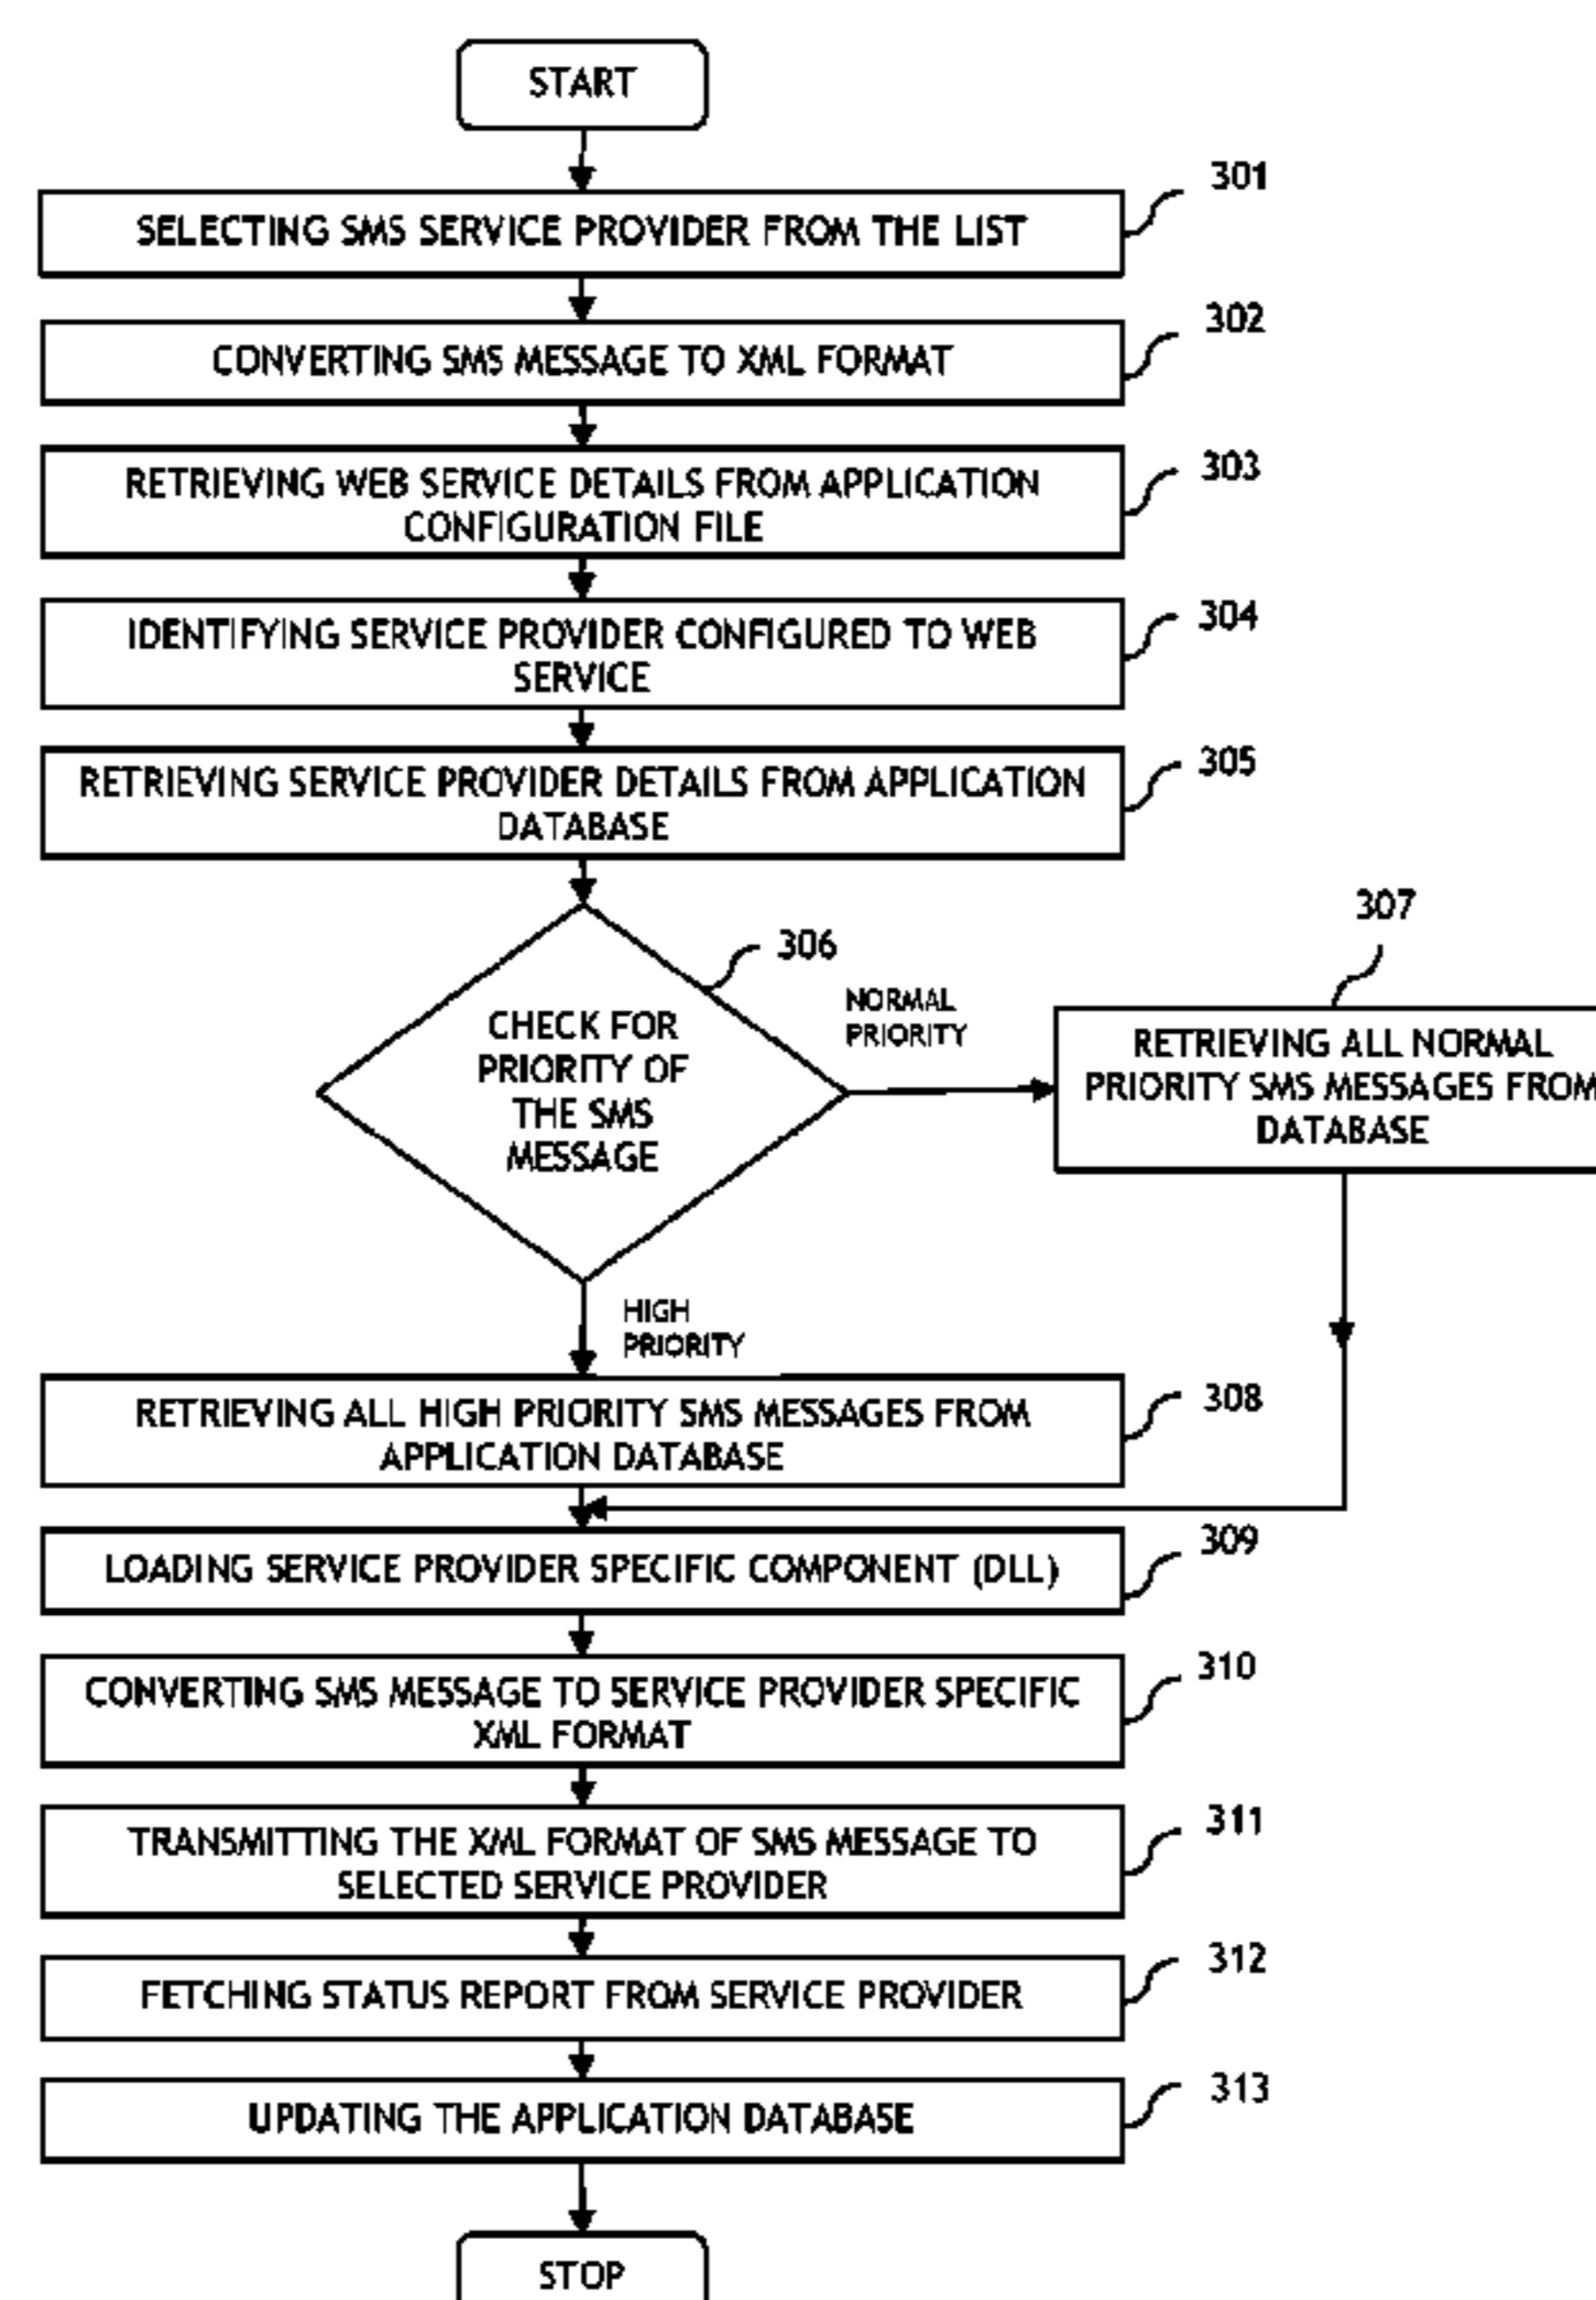 START
301
SELECTING SMS SERVICE PROVIDER FROM THE LIST
302
CONVERTING SMS MESSAGE TO XML FORMAT
303
RETRIEVING WEB SERVICE DETAILS FROM APPLICATION
CONFIGURATION FILE
304
IDENTIFYING SERVICE PROVIDER CONFIGURED TO WEB
SERVICE
305
RETRIEVING SERVICE PROVIDER DETAILS FROM APPLICATION
DATABASE
306
CHECK FOR
PRIORITY OF
THE SMS
MESSAGE
NORMAL
PRIORITY
307
RETRIEVING ALL NORMAL
PRIORITY SMS MESSAGES FROM
DATABASE
HIGH
PRIORITY
308
RETRIEVING ALL HIGH PRIORITY SMS MESSAGES FROM
APPLICATION DATABASE
309
LOADING SERVICE PROVIDER SPECIFIC COMPONENT (DLL)
310
CONVERTING SMS MESSAGE TO SERVICE PROVIDER SPECIFIC
XML FORMAT
311
TRANSMITTING THE XML FORMAT OF SMS MESSAGE TO
SELECTED SERVICE PROVIDER
312
FETCHING STATUS REPORT FROM SERVICE PROVIDER
313
UPDATING THE APPLICATION DATABASE
STOP